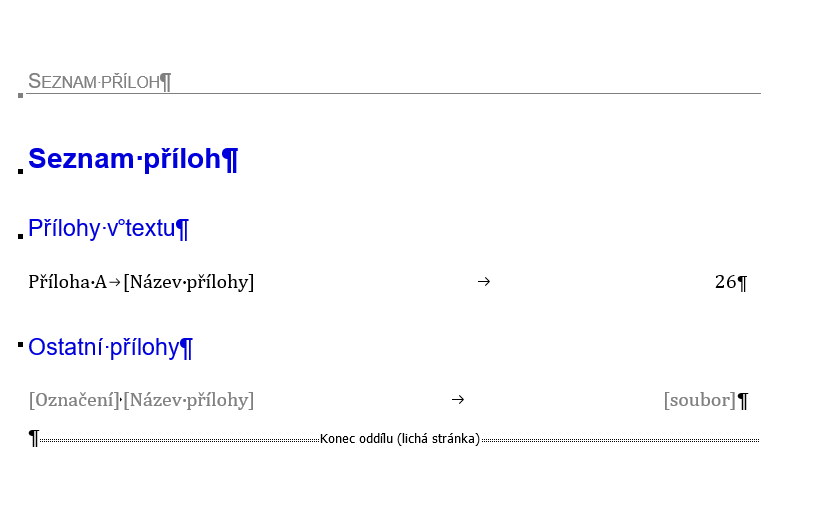 SEZNAM·PŘÍLOH¶
Seznam·příloh¶
Přílohy·v°textu¶
Příloha·A→[Název·přílohy] → 26¶
Ostatní·přílohy¶
[Označení]→[Název·přílohy] → [soubor]¶
¶ Konec oddílu (lichá stránka)